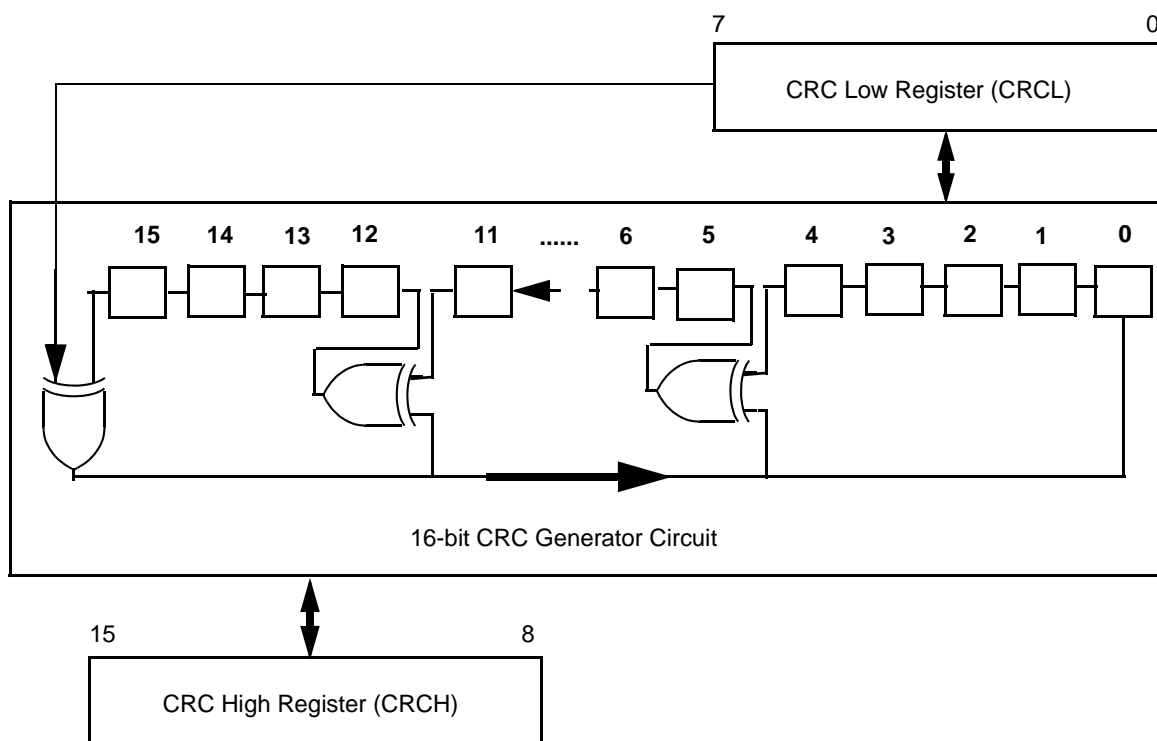 7 0
CRC Low Register (CRCL)
15 14 13 12 11 ...... 6 5 4 3 2 1 0
16-bit CRC Generator Circuit
15 8
CRC High Register (CRCH)